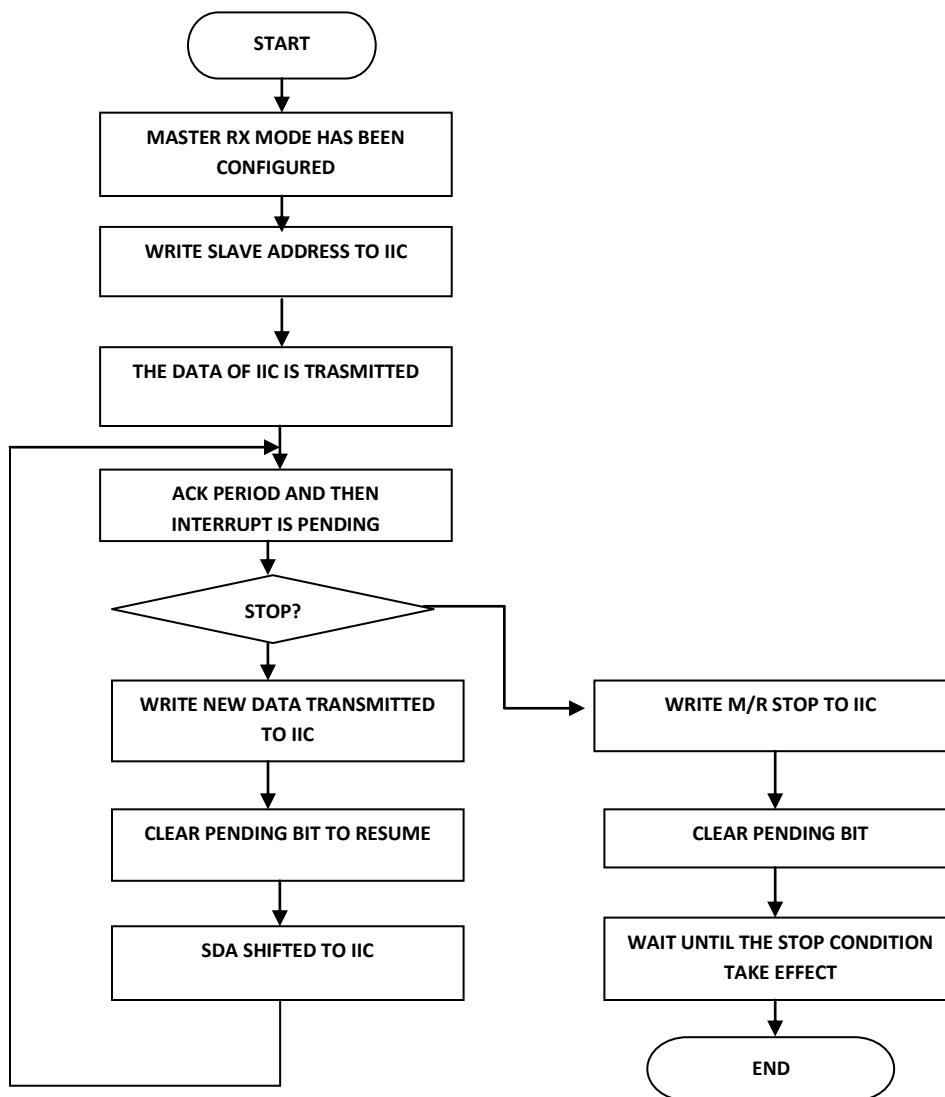 START
MASTER RX MODE HAS BEEN
CONFIGURED
WRITE SLAVE ADDRESS TO IIC
THE DATA OF IIC IS TRASMITTED
ACK PERIOD AND THEN
INTERRUPT IS PENDING
STOP?
WRITE NEW DATA TRANSMITTED
TO IIC
CLEAR PENDING BIT TO RESUME
SDA SHIFTED TO IIC
WRITE M/R STOP TO IIC
CLEAR PENDING BIT
WAIT UNTIL THE STOP CONDITION
TAKE EFFECT
END